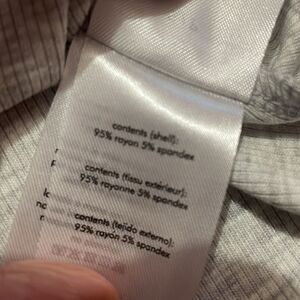 contents (shell):
95% rayon 5% spandex
contents (tissu extérieur):
95% rayonne 5% spandex
contents (tejido externo):
95% rayón 5% spandex